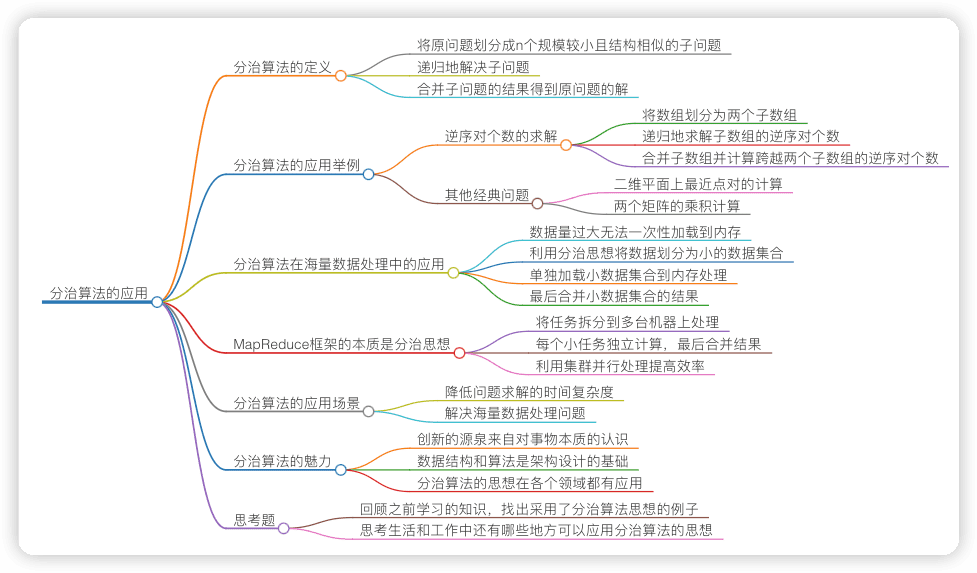 分治算法的应用
分治算法的定义
将原问题划分成n个规模较小且结构相似的子问题
递归地解决子问题
合并子问题的结果得到原问题的解
分治算法的应用举例
逆序对个数的求解
将数组划分为两个子数组
递归地求解子数组的逆序对个数
合并子数组并计算跨越两个子数组的逆序对个数
其他经典问题
二维平面上最近点对的计算
两个矩阵的乘积计算
分治算法在海量数据处理中的应用
数据量过大无法一次性加载到内存
利用分治思想将数据划分为小的数据集合
单独加载小数据集合到内存处理
最后合并小数据集合的结果
MapReduce框架的本质是分治思想
将任务拆分到多台机器上处理
每个小任务独立计算，最后合并结果
利用集群并行处理提高效率
分治算法的应用场景
降低问题求解的时间复杂度
解决海量数据处理问题
分治算法的魅力
创新的源泉来自对事物本质的认识
数据结构和算法是架构设计的基础
分治算法的思想在各个领域都有应用
思考题
回顾之前学习的知识，找出采用了分治算法思想的例子
思考生活和工作中还有哪些地方可以应用分治算法的思想